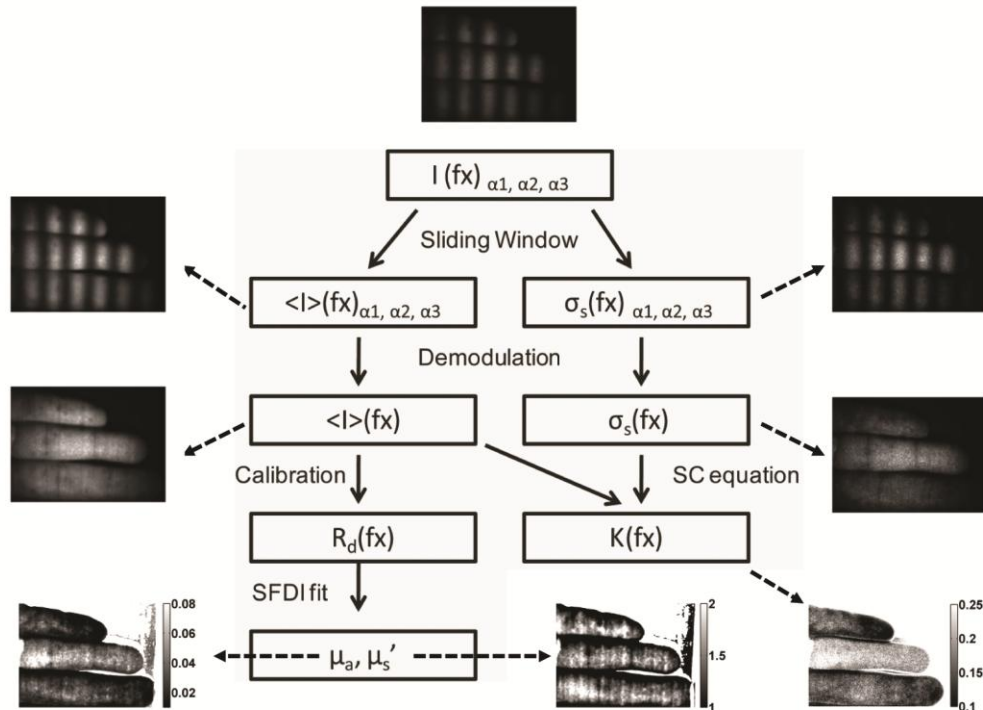 I (fx) α1, α2, α3
Sliding Window
<I>(fx)α1, α2, α3
σs(fx) α1, α2, α3
Demodulation
<I>(fx)
σs(fx)
Calibration
SC equation
Rd(fx)
K(fx)
SFDI fit
μa, μs’
0.08
0.06
0.04
0.02
2
1.5
1
0.25
0.2
0.15
0.1